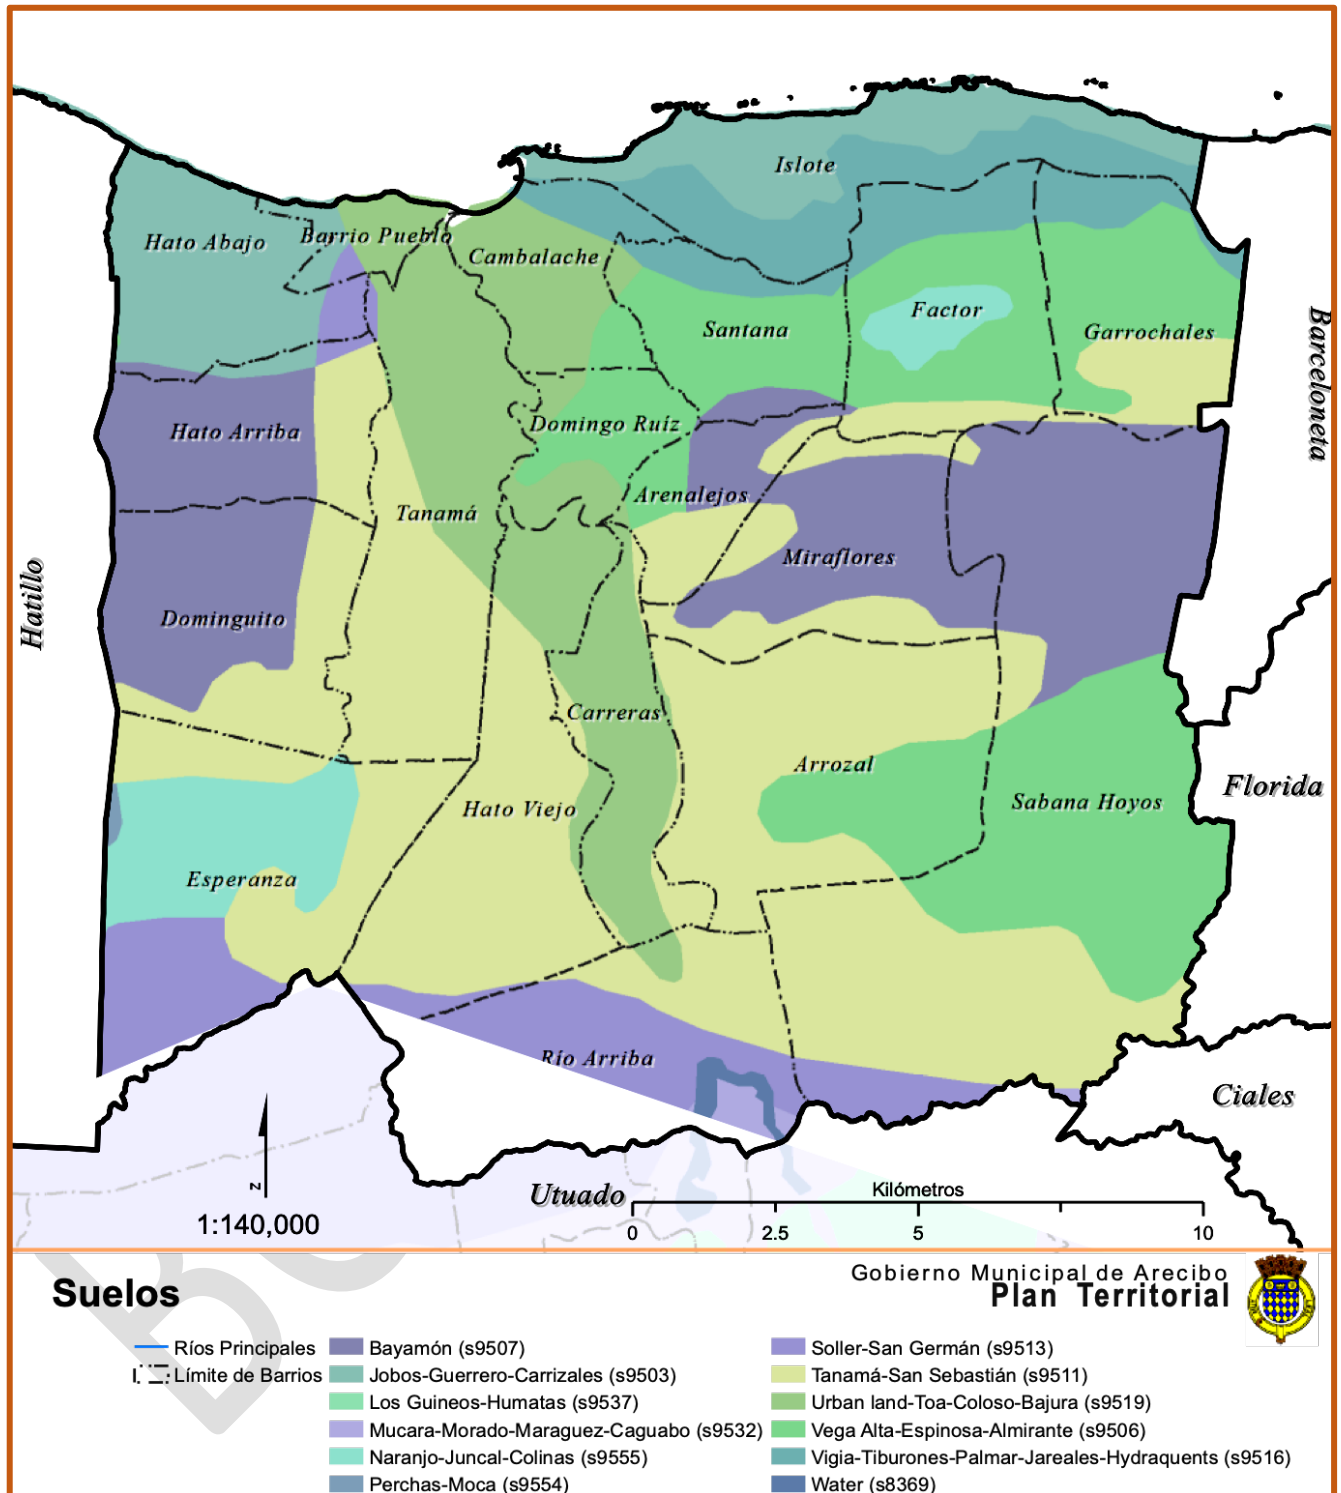 Islote
Hato Abajo
Barrio Pueblo
Cambalache
Santana
Factor
Garrochales
Barceloneta
Hato Arriba
Domingo Ruíz
Tanamá
Arenalejos
Miraflores
Hatillo
Dominguito
Carreras
Arrozal
Hato Viejo
Sabana Hoyos
Florida
Esperanza
Río Arriba
Ciales
Utuado
N
1:140,000
Kilómetros
0 2.5 5 10
Suelos
Gobierno Municipal de Arecibo
Plan Territorial
Ríos Principales
Límite de Barrios
Bayamón (s9507)
Jobos-Guerrero-Carrizales (s9503)
Los Guineos-Humatas (s9537)
Mucara-Morado-Maraguez-Caguabo (s9532)
Naranjo-Juncal-Colinas (s9555)
Perchas-Moca (s9554)
Soller-San Germán (s9513)
Tanamá-San Sebastián (s9511)
Urban land-Toa-Coloso-Bajura (s9519)
Vega Alta-Espinosa-Almirante (s9506)
Vigia-Tiburones-Palmar-Jareales-Hydraquents (s9516)
Water (s8369)